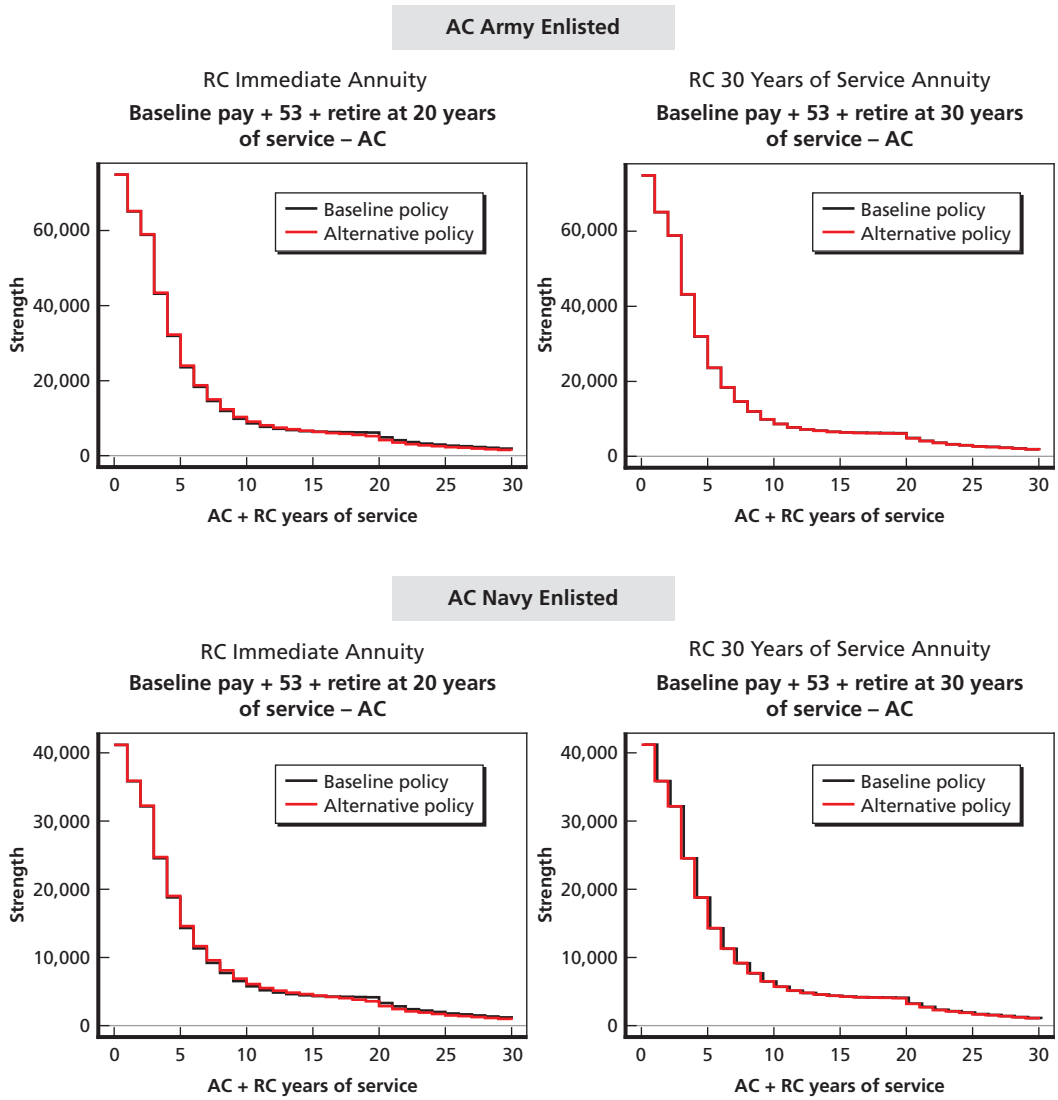 AC Army Enlisted
RC Immediate Annuity
Baseline pay + 53 + retire at 20 years
of service – AC
Strength
60,000
40,000
20,000
0
Baseline policy
Alternative policy
0 5 10 15 20 25 30
AC + RC years of service
RC 30 Years of Service Annuity
Baseline pay + 53 + retire at 30 years
of service – AC
Strength
60,000
40,000
20,000
0
Baseline policy
Alternative policy
0 5 10 15 20 25 30
AC + RC years of service
AC Navy Enlisted
RC Immediate Annuity
Baseline pay + 53 + retire at 20 years
of service – AC
Strength
40,000
30,000
20,000
10,000
0
Baseline policy
Alternative policy
0 5 10 15 20 25 30
AC + RC years of service
RC 30 Years of Service Annuity
Baseline pay + 53 + retire at 30 years
of service – AC
Strength
40,000
30,000
20,000
10,000
0
Baseline policy
Alternative policy
0 5 10 15 20 25 30
AC + RC years of service